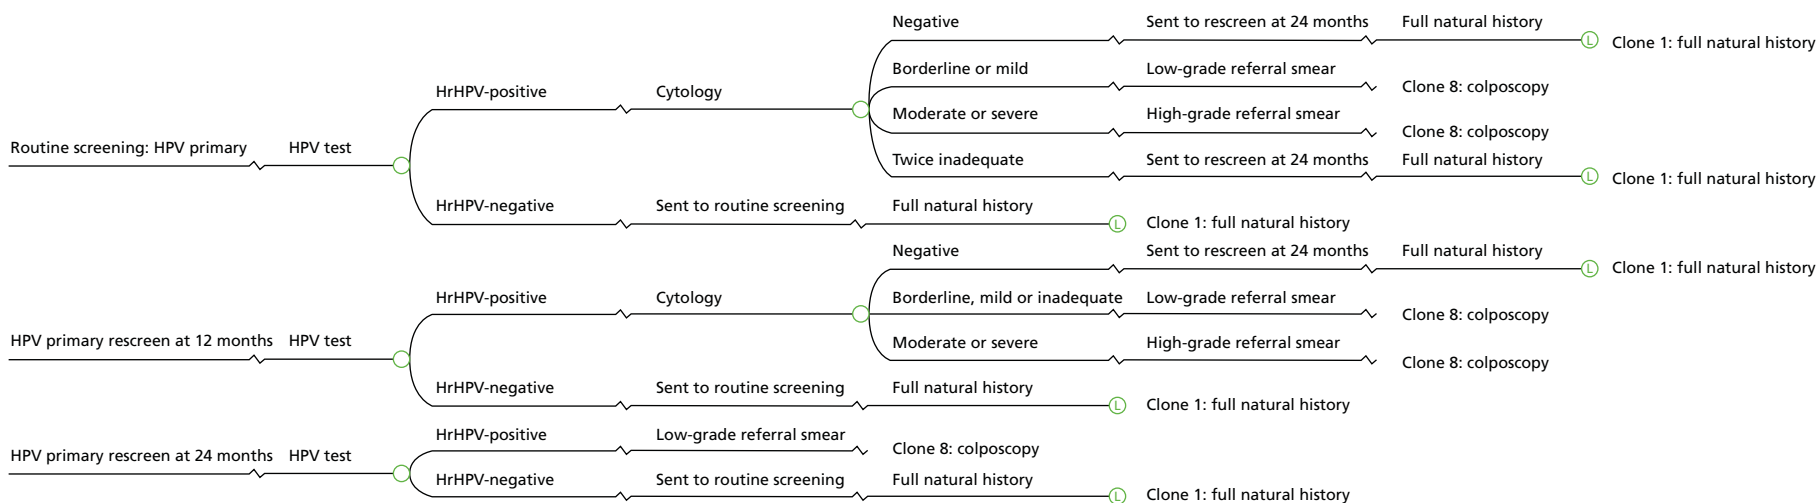 Routine screening: HPV primary
HPV test
HrHPV-positive
Cytology
Negative
Sent to rescreen at 24 months
Full natural history
L
Clone 1: full natural history
Borderline or mild
Low-grade referral smear
Clone 8: colposcopy
Moderate or severe
High-grade referral smear
Clone 8: colposcopy
Twice inadequate
Sent to rescreen at 24 months
Full natural history
L
Clone 1: full natural history
HrHPV-negative
Sent to routine screening
Full natural history
L
Clone 1: full natural history
HPV primary rescreen at 12 months
HPV test
HrHPV-positive
Cytology
Negative
Sent to rescreen at 24 months
Full natural history
L
Clone 1: full natural history
Borderline, mild or inadequate
Low-grade referral smear
Clone 8: colposcopy
Moderate or severe
High-grade referral smear
Clone 8: colposcopy
HrHPV-negative
Sent to routine screening
Full natural history
L
Clone 1: full natural history
HPV primary rescreen at 24 months
HPV test
HrHPV-positive
Low-grade referral smear
Clone 8: colposcopy
HrHPV-negative
Sent to routine screening
Full natural history
L
Clone 1: full natural history